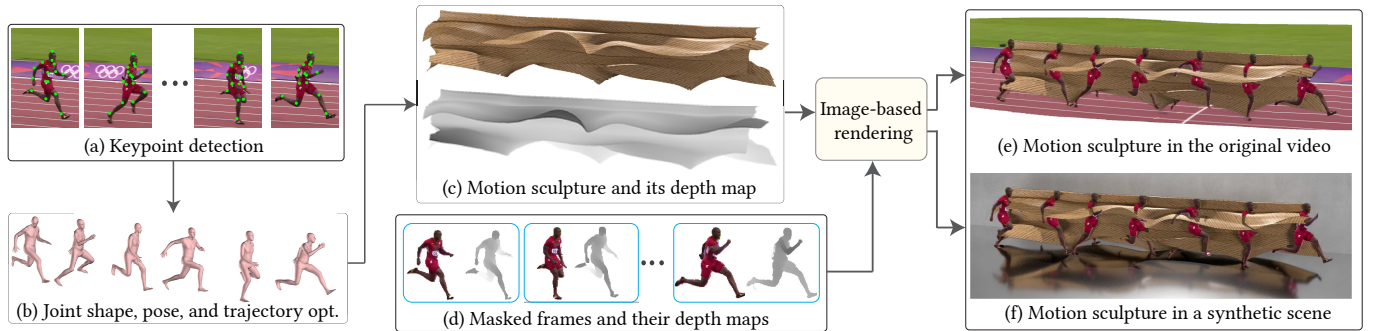 (a) Keypoint detection
(b) Joint shape, pose, and trajectory opt.
(c) Motion sculpture and its depth map
(d) Masked frames and their depth maps
Image-based
rendering
(e) Motion sculpture in the original video
(f) Motion sculpture in a synthetic scene